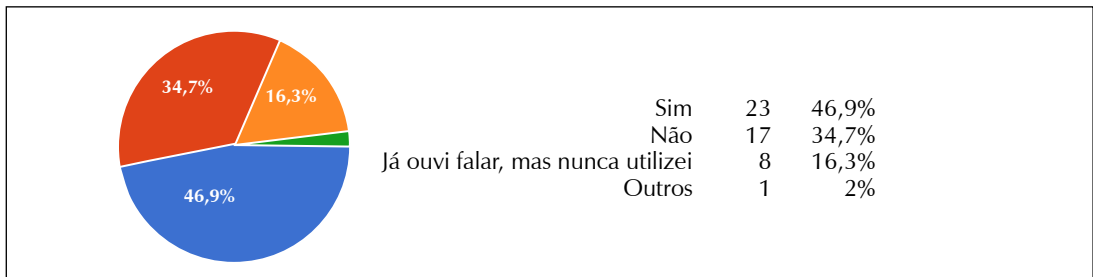 34,7%
16,3%
46,9%
Sim 23 46,9%
Não 17 34,7%
Já ouvi falar, mas nunca utilizei 8 16,3%
Outros 1 2%